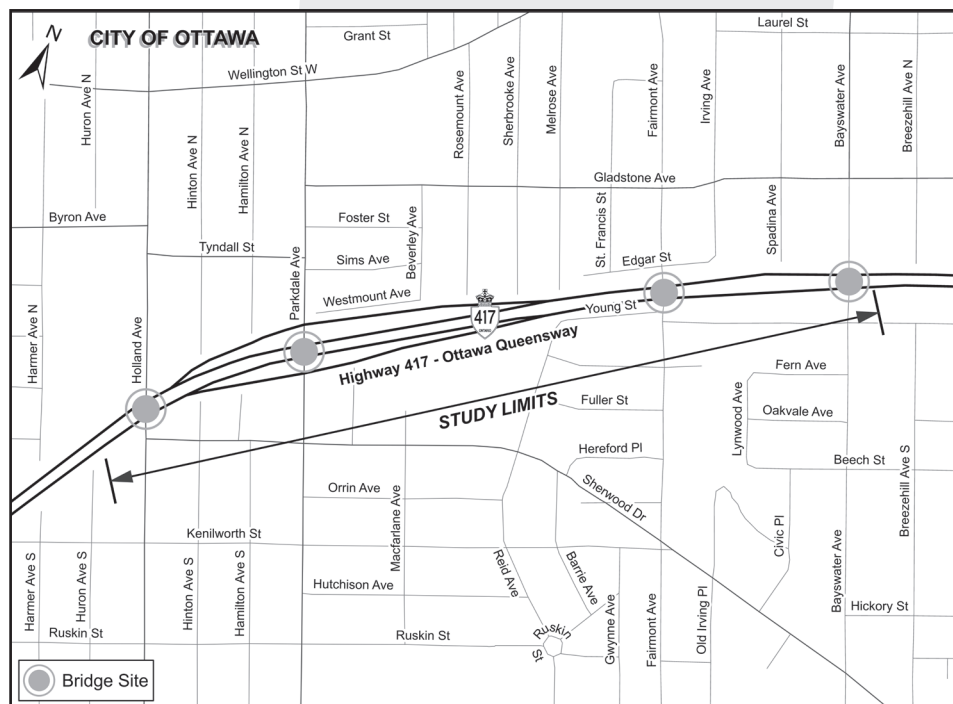 N
CITY OF OTTAWA
Grant St
Laurel St
Wellington St W
Huron Ave N
Hinton Ave N
Hamilton Ave N
Rosemount Ave
Sherbrooke Ave
Melrose Ave
Fairmont Ave
Irving Ave
Bayswater Ave
Breezehill Ave N
Gladstone Ave
Byron Ave
Foster St
Beverley Ave
St. Francis St
Spadina Ave
Tyndall St
Parkdale Ave
Sims Ave
Edgar St
Westmount Ave
Young St
417
ONTARIO
Harmer Ave N
Holland Ave
Highway 417 - Ottawa Queensway
STUDY LIMITS
Fern Ave
Lynwood Ave
Oakvale Ave
Fuller St
Hereford Pl
Beech St
Breezehill Ave S
Orrin Ave
Macfarlane Ave
Sherwood Dr
Civic Pl
Kenilworth St
Harmer Ave S
Huron Ave S
Hinton Ave S
Hamilton Ave S
Hutchison Ave
Reid Ave
Barrie Ave
Gwynne Ave
Fairmont Ave
Old Irving Pl
Bayswater Ave
Hickory St
Ruskin St
Ruskin St
Ruskin St
Bridge Site